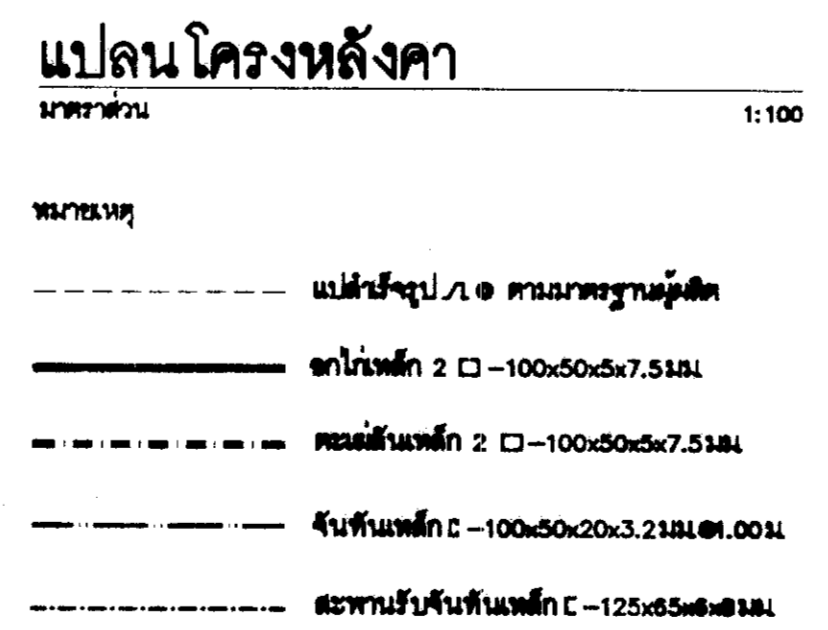 แปลนโครงหลังคา
มาตราส่วน 1:100
หมายเหตุ
แปสำเร็จรูป @ ตามมาตรฐานผู้ผลิต
อกไก่เหล็ก 2 [] -100x50x5x7.5 มม.
ตะเฆ่สันเหล็ก 2 [] -100x50x5x7.5 มม.
จันทันเหล็ก C -100x50x20x3.2 มม. @1.00 ม.
สะพานรับจันทันเหล็ก [ -125x65x6x8 มม.